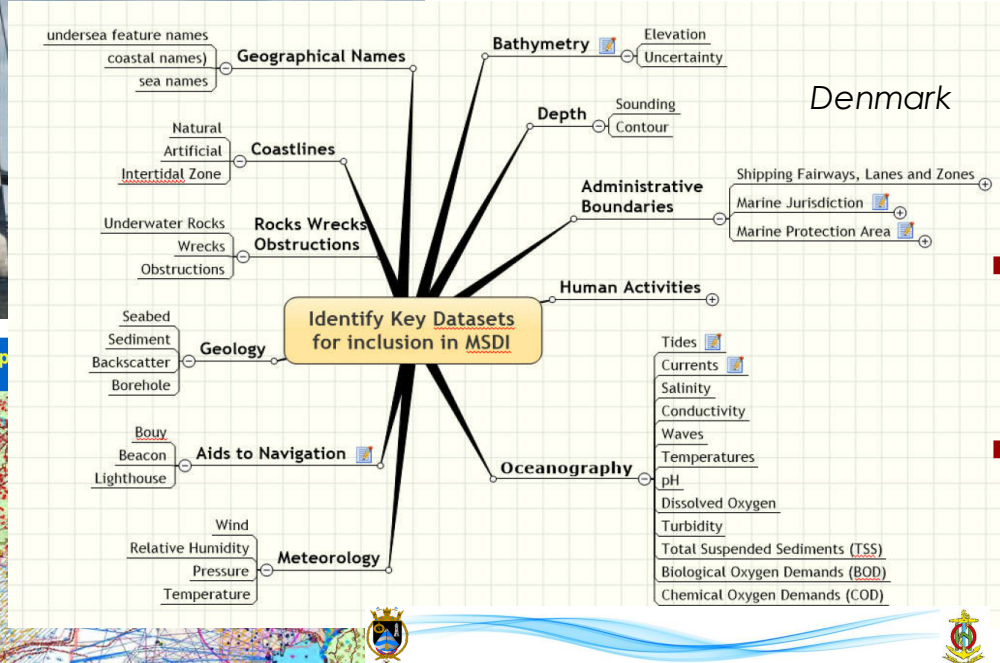 undersea feature names
coastal names)
sea names
Geographical Names
Natural
Artificial
Intertidal Zone
Coastlines
Underwater Rocks
Wrecks
Obstructions
Rocks Wrecks
Obstructions
Seabed
Sediment
Backscatter
Borehole
Geology
Bouy
Beacon
Lighthouse
Aids to Navigation
Wind
Relative Humidity
Pressure
Temperature
Meteorology
Identify Key Datasets
for inclusion in MSDI
Bathymetry
Elevation
Uncertainty
Denmark
Depth
Sounding
Contour
Administrative
Boundaries
Shipping Fairways, Lanes and Zones
Marine Jurisdiction
Marine Protection Area
Human Activities
Oceanography
Tides
Currents
Salinity
Conductivity
Waves
Temperatures
pH
Dissolved Oxygen
Turbidity
Total Suspended Sediments (TSS)
Biological Oxygen Demands (BOD)
Chemical Oxygen Demands (COD)